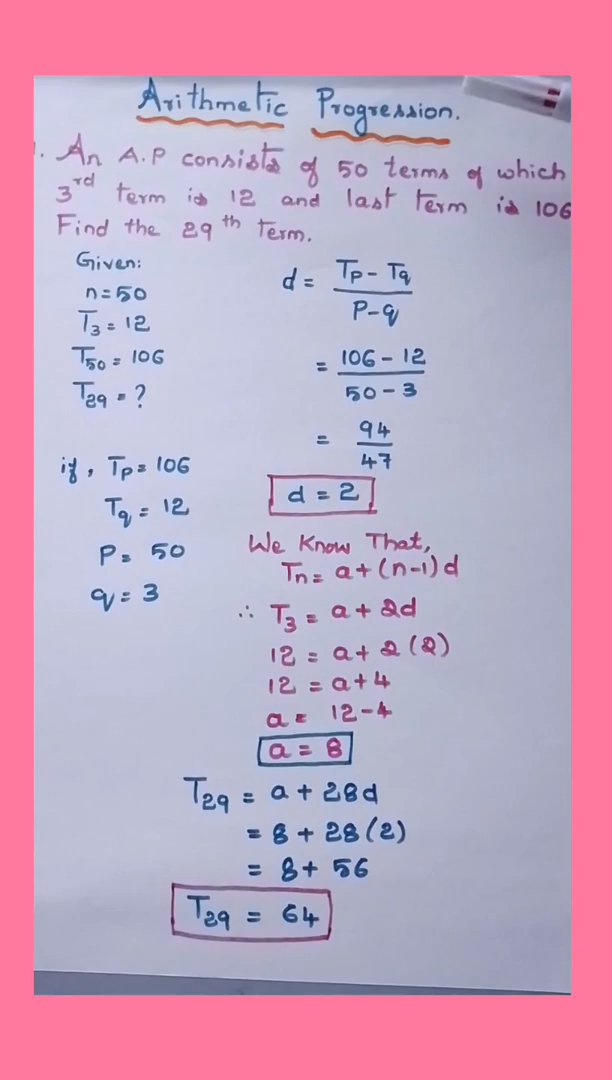 Arithmetic Progression.
1. An A.P consists of 50 terms of which
3rd term is 12 and last term is 106
Find the 29th term.
Given:
n=50
T3 = 12
T50 = 106
T29 = ?
if, Tp = 106
Tq = 12
P = 50
q = 3
d = Tp - Tq / P-q
= 106 - 12 / 50 - 3
= 94 / 47
d = 2
We Know That,
Tn = a+(n-1)d
∴ T3 = a + 2d
12 = a+ 2(2)
12 = a+4
a = 12-4
a = 8
T29 = a + 28d
= 8 + 28(2)
= 8+ 56
T29 = 64